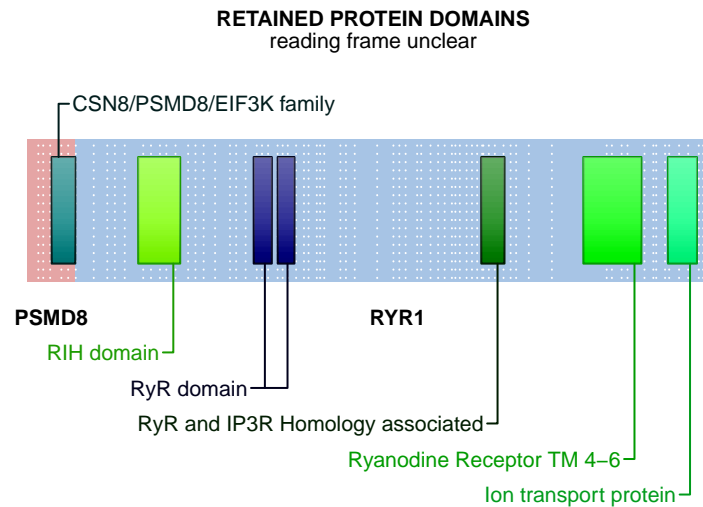 RETAINED PROTEIN DOMAINS
reading frame unclear
CSN8/PSMD8/EIF3K family
PSMD8
RYR1
RIH domain
RyR domain
RyR and IP3R Homology associated
Ryanodine Receptor TM 4–6
Ion transport protein